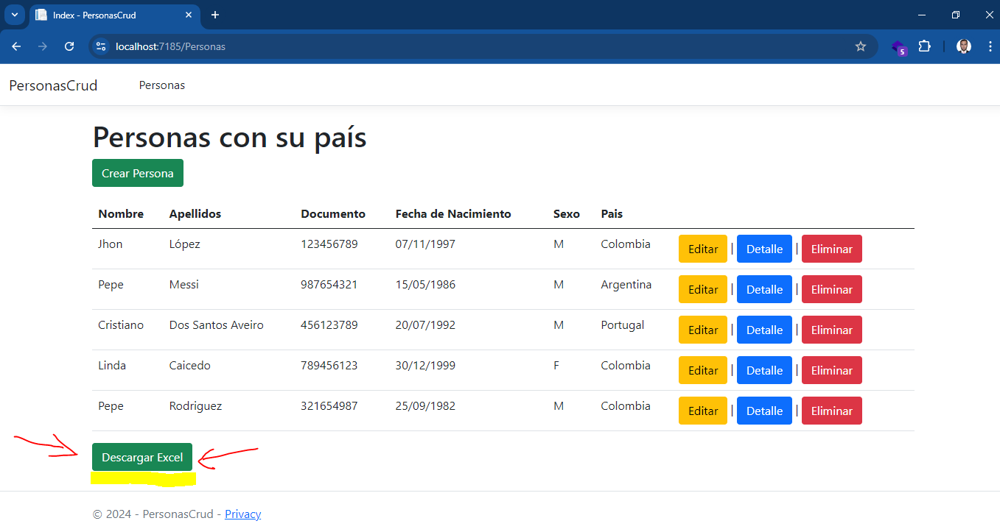 Index - PersonasCrud
localhost:7185/Personas
5
PersonasCrud Personas
Personas con su país
Crear Persona
Nombre Apellidos Documento Fecha de Nacimiento Sexo Pais
Jhon López 123456789 07/11/1997 M Colombia Editar | Detalle | Eliminar
Pepe Messi 987654321 15/05/1986 M Argentina Editar | Detalle | Eliminar
Cristiano Dos Santos Aveiro 456123789 20/07/1992 M Portugal Editar | Detalle | Eliminar
Linda Caicedo 789456123 30/12/1999 F Colombia Editar | Detalle | Eliminar
Pepe Rodriguez 321654987 25/09/1982 M Colombia Editar | Detalle | Eliminar
Descargar Excel
© 2024 - PersonasCrud - Privacy